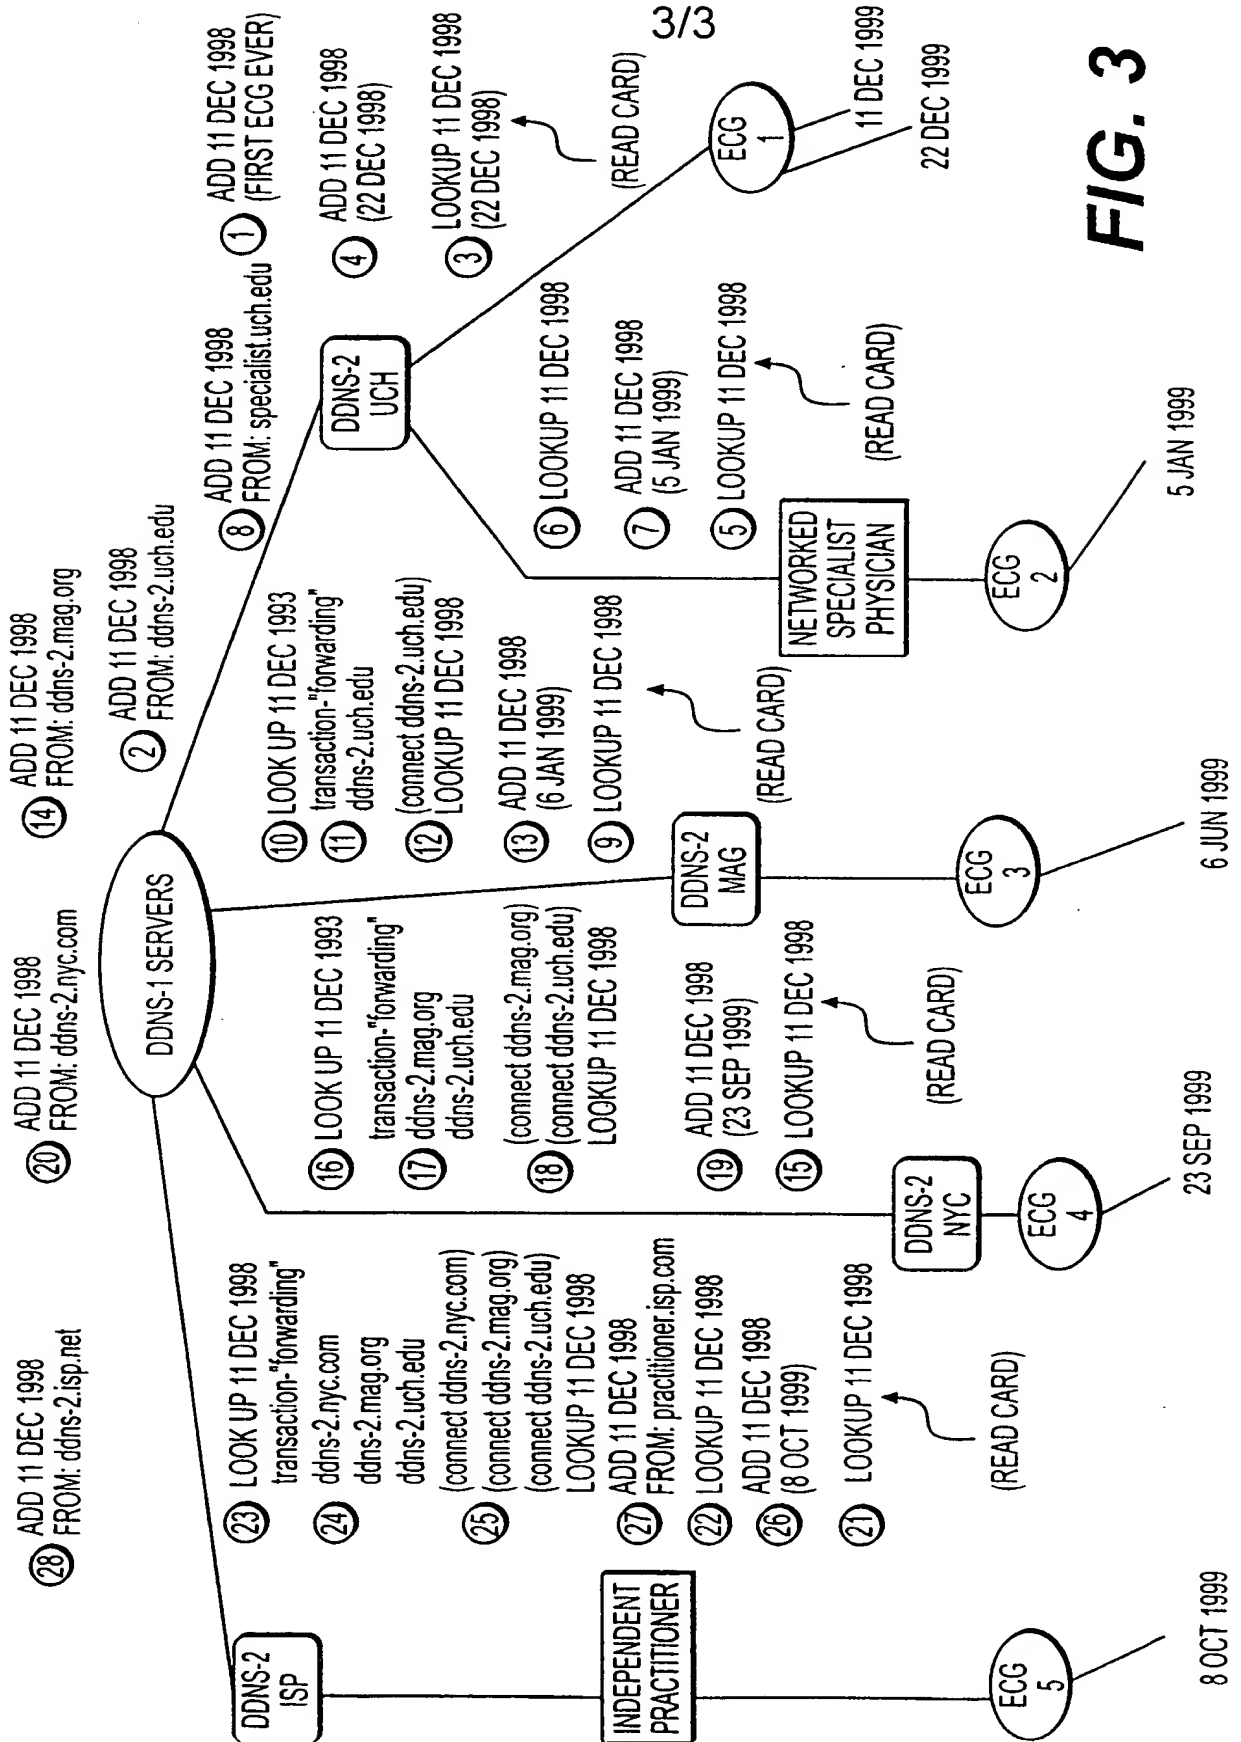 3/3
28 ADD 11 DEC 1998
FROM: ddns-2.isp.net
20 ADD 11 DEC 1998
FROM: ddns-2.nyc.com
14 ADD 11 DEC 1998
FROM: ddns-2.mag.org
DDNS-1 SERVERS
2 ADD 11 DEC 1998
FROM: ddns-2.uch.edu
8 ADD 11 DEC 1998
FROM: specialist.uch.edu
1 ADD 11 DEC 1998
(FIRST ECG EVER)
DDNS-2
ISP
23 LOOK UP 11 DEC 1998
transaction-"forwarding"
24 ddns-2.nyc.com
ddns-2.mag.org
ddns-2.uch.edu
(connect ddns-2.nyc.com)
25 (connect ddns-2.mag.org)
(connect ddns-2.uch.edu)
LOOKUP 11 DEC 1998
27 ADD 11 DEC 1998
FROM: practitioner.isp.com
22 LOOKUP 11 DEC 1998
26 ADD 11 DEC 1998
(8 OCT 1999)
21 LOOKUP 11 DEC 1998
(READ CARD)
INDEPENDENT
PRACTITIONER
ECG
5
8 OCT 1999
16 LOOK UP 11 DEC 1993
transaction-"forwarding"
17 ddns-2.mag.org
ddns-2.uch.edu
(connect ddns-2.mag.org)
18 (connect ddns-2.uch.edu)
LOOKUP 11 DEC 1998
19 ADD 11 DEC 1998
(23 SEP 1999)
15 LOOKUP 11 DEC 1998
(READ CARD)
DDNS-2
NYC
ECG
4
23 SEP 1999
10 LOOK UP 11 DEC 1993
transaction-"forwarding"
11 ddns-2.uch.edu
(connect ddns-2.uch.edu)
12 LOOKUP 11 DEC 1998
13 ADD 11 DEC 1998
(6 JAN 1999)
9 LOOKUP 11 DEC 1998
(READ CARD)
DDNS-2
MAG
ECG
3
6 JUN 1999
DDNS-2
UCH
4 ADD 11 DEC 1998
(22 DEC 1998)
3 LOOKUP 11 DEC 1998
(22 DEC 1998)
(READ CARD)
6 LOOKUP 11 DEC 1998
7 ADD 11 DEC 1998
(5 JAN 1999)
5 LOOKUP 11 DEC 1998
(READ CARD)
NETWORKED
SPECIALIST
PHYSICIAN
ECG
2
5 JAN 1999
ECG
1
11 DEC 1999
22 DEC 1999
FIG. 3